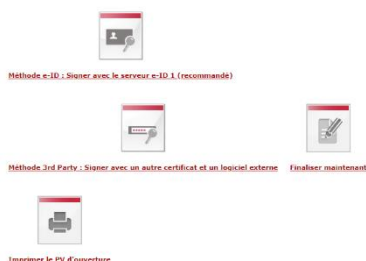 Méthode e-ID : Signer avec le serveur e-ID 1 (recommandé)
Méthode 3rd Party : Signer avec un autre certificat et un logiciel externe
Finaliser maintenant
Imprimer le PV d'ouverture